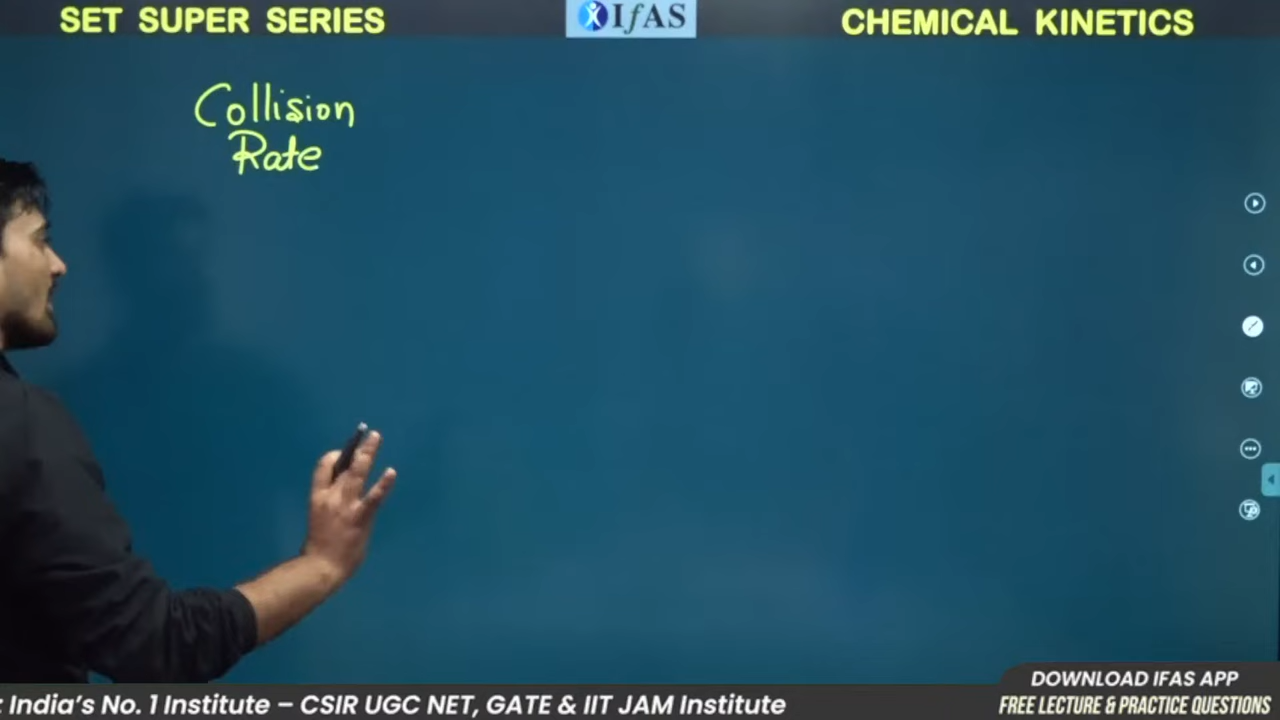 SET SUPER SERIES
IfAS
CHEMICAL KINETICS
Collision
Rate
DOWNLOAD IFAS APP
: India's No. 1 Institute – CSIR UGC NET, GATE & IIT JAM Institute
FREE LECTURE & PRACTICE QUESTIONS